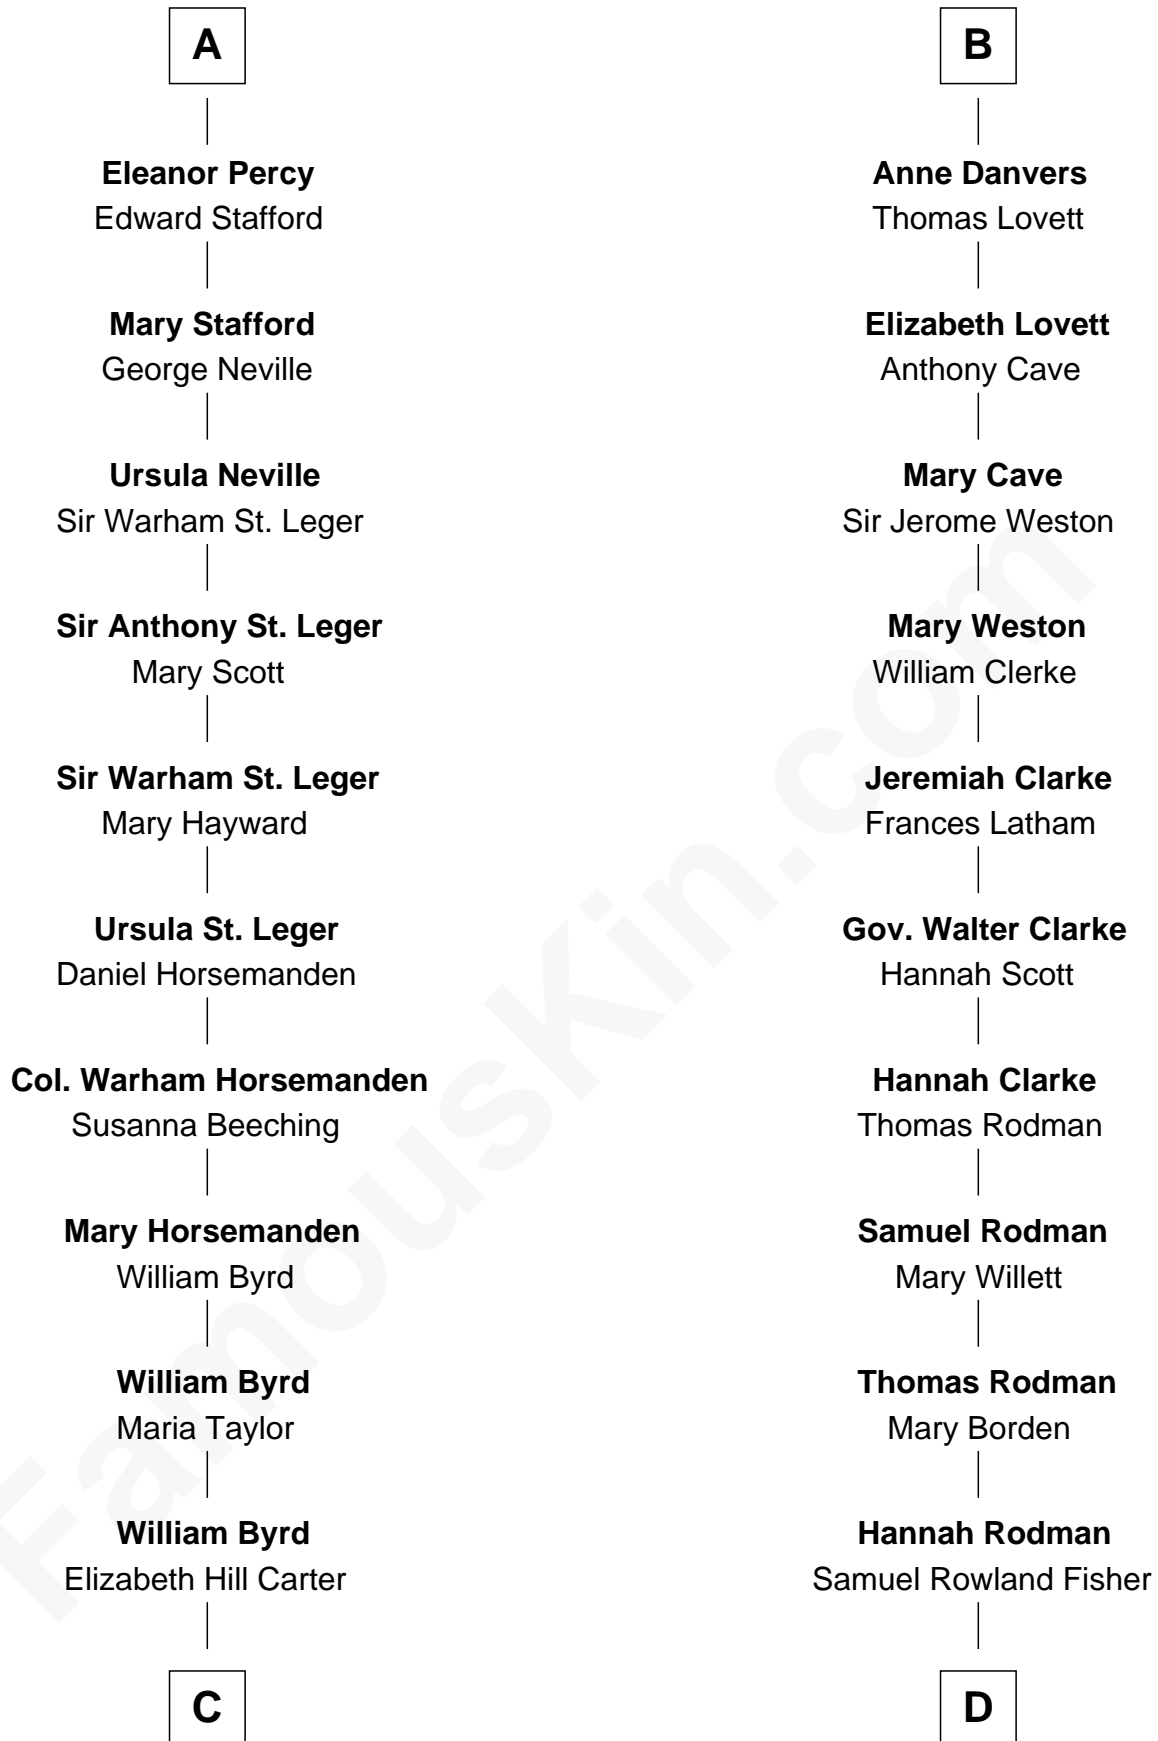 A
Eleanor Percy
Edward Stafford
Mary Stafford
George Neville
Ursula Neville
Sir Warham St. Leger
Sir Anthony St. Leger
Mary Scott
Sir Warham St. Leger
Mary Hayward
Ursula St. Leger
Daniel Horsemanden
Col. Warham Horsemanden
Susanna Beeching
Mary Horsemanden
William Byrd
William Byrd
Maria Taylor
William Byrd
Elizabeth Hill Carter
C
B
Anne Danvers
Thomas Lovett
Elizabeth Lovett
Anthony Cave
Mary Cave
Sir Jerome Weston
Mary Weston
William Clerke
Jeremiah Clarke
Frances Latham
Gov. Walter Clarke
Hannah Scott
Hannah Clarke
Thomas Rodman
Samuel Rodman
Mary Willett
Thomas Rodman
Mary Borden
Hannah Rodman
Samuel Rowland Fisher
D
FamousKin.com